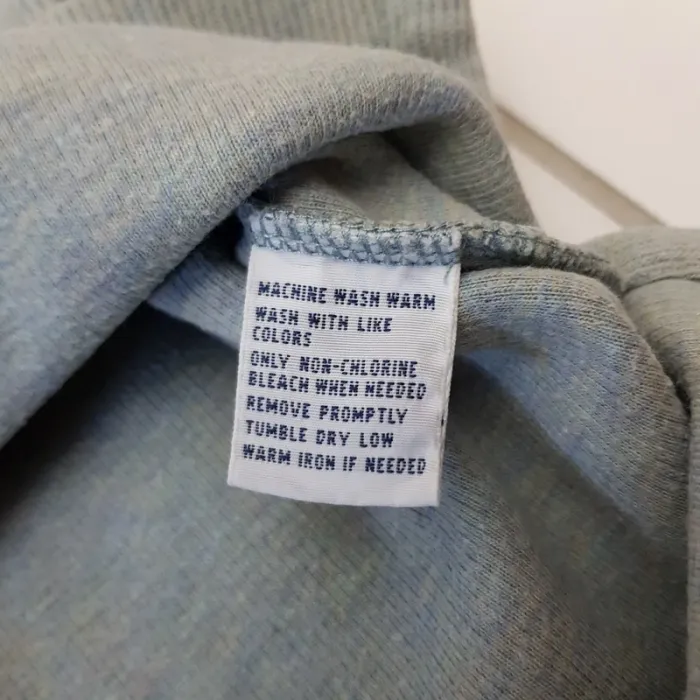 MACHINE WASH WARM
WASH WITH LIKE
COLORS
ONLY NON-CHLORINE
BLEACH WHEN NEEDED
REMOVE PROMPTLY
TUMBLE DRY LOW
WARM IRON IF NEEDED